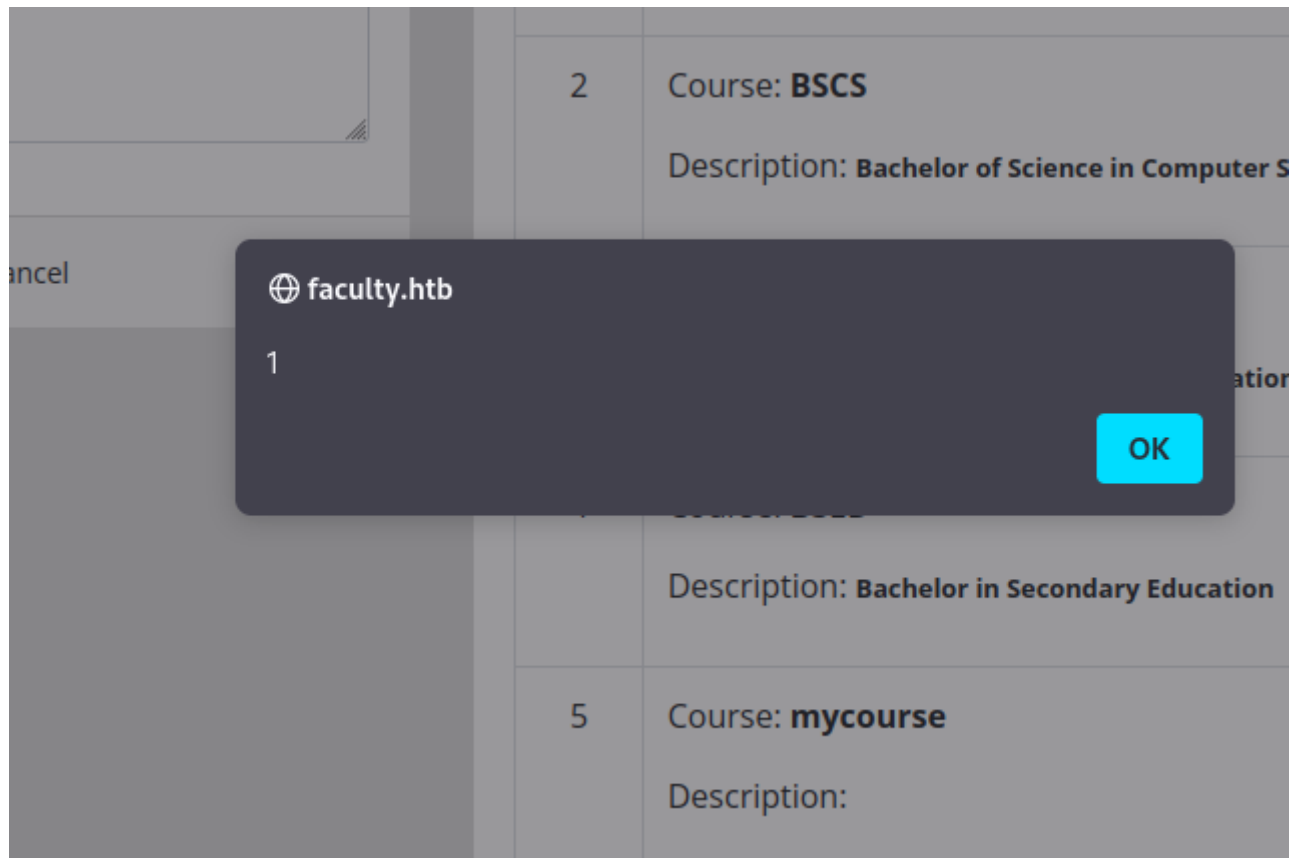 2
Course: BSCS
Description: Bachelor of Science in Computer S
ancel
faculty.htb
1
ation
OK
Description: Bachelor in Secondary Education
5
Course: mycourse
Description: